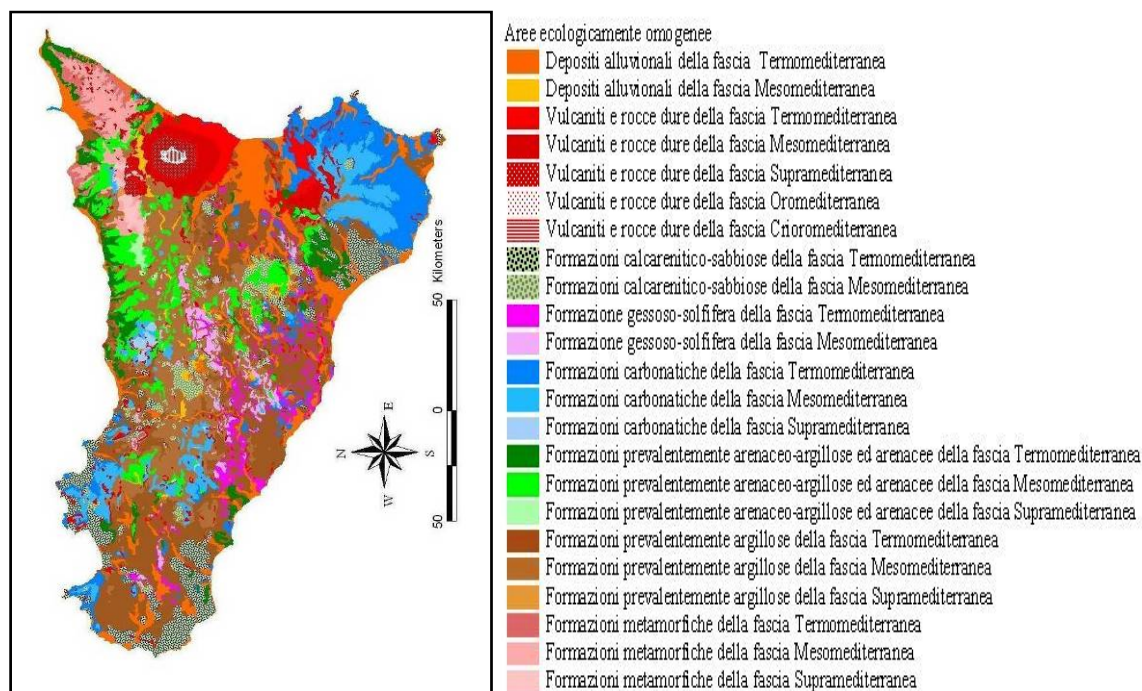 Aree ecologicamente omogenee
Depositi alluvionali della fascia Termomediterranea
Depositi alluvionali della fascia Mesomediterranea
Vulcaniti e rocce dure della fascia Termomediterranea
Vulcaniti e rocce dure della fascia Mesomediterranea
Vulcaniti e rocce dure della fascia Supramediterranea
Vulcaniti e rocce dure della fascia Oromediterranea
Vulcaniti e rocce dure della fascia Crioromediterranea
Formazioni calcarenitico-sabbiose della fascia Termomediterranea
Formazioni calcarenitico-sabbiose della fascia Mesomediterranea
Formazione gessoso-solfifera della fascia Termomediterranea
Formazione gessoso-solfifera della fascia Mesomediterranea
Formazioni carbonatiche della fascia Termomediterranea
Formazioni carbonatiche della fascia Mesomediterranea
Formazioni carbonatiche della fascia Supramediterranea
Formazioni prevalentemente arenaceo-argillose ed arenacee della fascia Termomediterranea
Formazioni prevalentemente arenaceo-argillose ed arenacee della fascia Mesomediterranea
Formazioni prevalentemente arenaceo-argillose ed arenacee della fascia Supramediterranea
Formazioni prevalentemente argillose della fascia Termomediterranea
Formazioni prevalentemente argillose della fascia Mesomediterranea
Formazioni prevalentemente argillose della fascia Supramediterranea
Formazioni metamorfiche della fascia Termomediterranea
Formazioni metamorfiche della fascia Mesomediterranea
Formazioni metamorfiche della fascia Supramediterranea
50 0 50 Kilometers
N
E
S
W